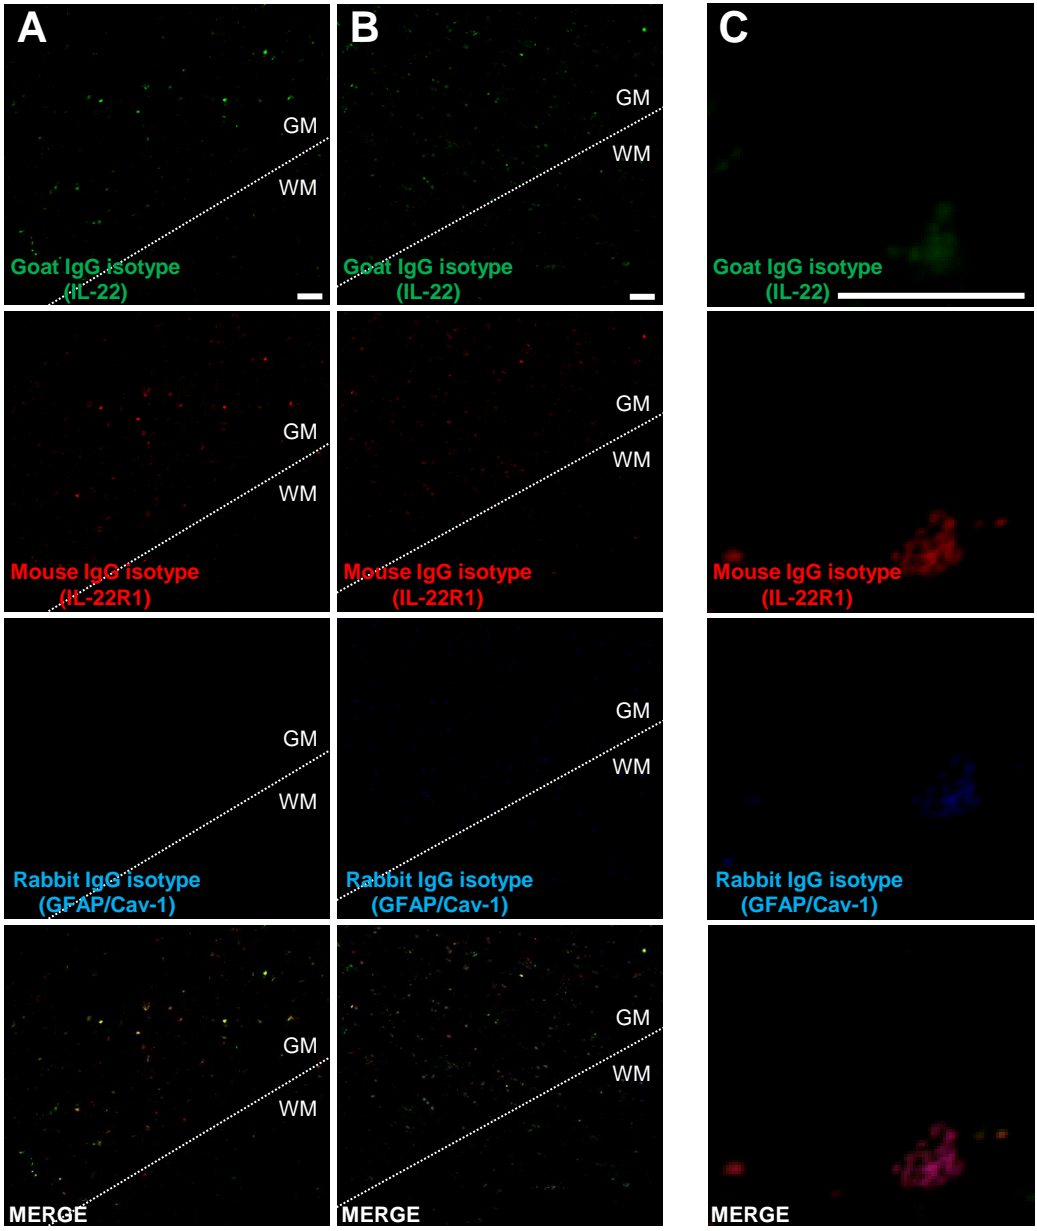 A
B
C
GM
WM
Goat IgG isotype
(IL-22)
GM
WM
Goat IgG isotype
(IL-22)
Goat IgG isotype
(IL-22)
GM
WM
Mouse IgG isotype
(IL-22R1)
GM
WM
Mouse IgG isotype
(IL-22R1)
Mouse IgG isotype
(IL-22R1)
GM
WM
Rabbit IgG isotype
(GFAP/Cav-1)
GM
WM
Rabbit IgG isotype
(GFAP/Cav-1)
Rabbit IgG isotype
(GFAP/Cav-1)
GM
WM
MERGE
GM
WM
MERGE
MERGE